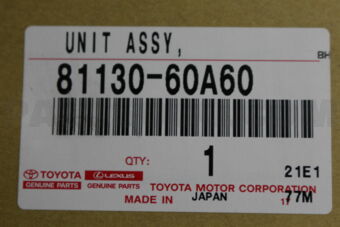 UNIT ASSY,
BH
81130-60A60
QTY: 1 21E1
TOYOTA LEXUS
GENUINE PARTS GENUINE PARTS TOYOTA MOTOR CORPORATION
MADE IN JAPAN 77M